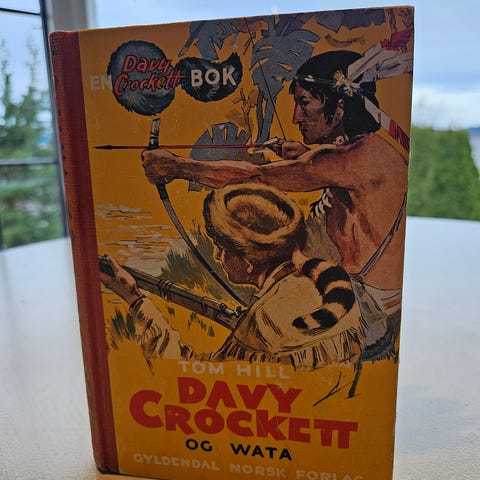 EN Davy Crockett BOK
TOM HILL
DAVY
CROCKETT
OG WATA
GYLDENDAL NORSK FORLAG